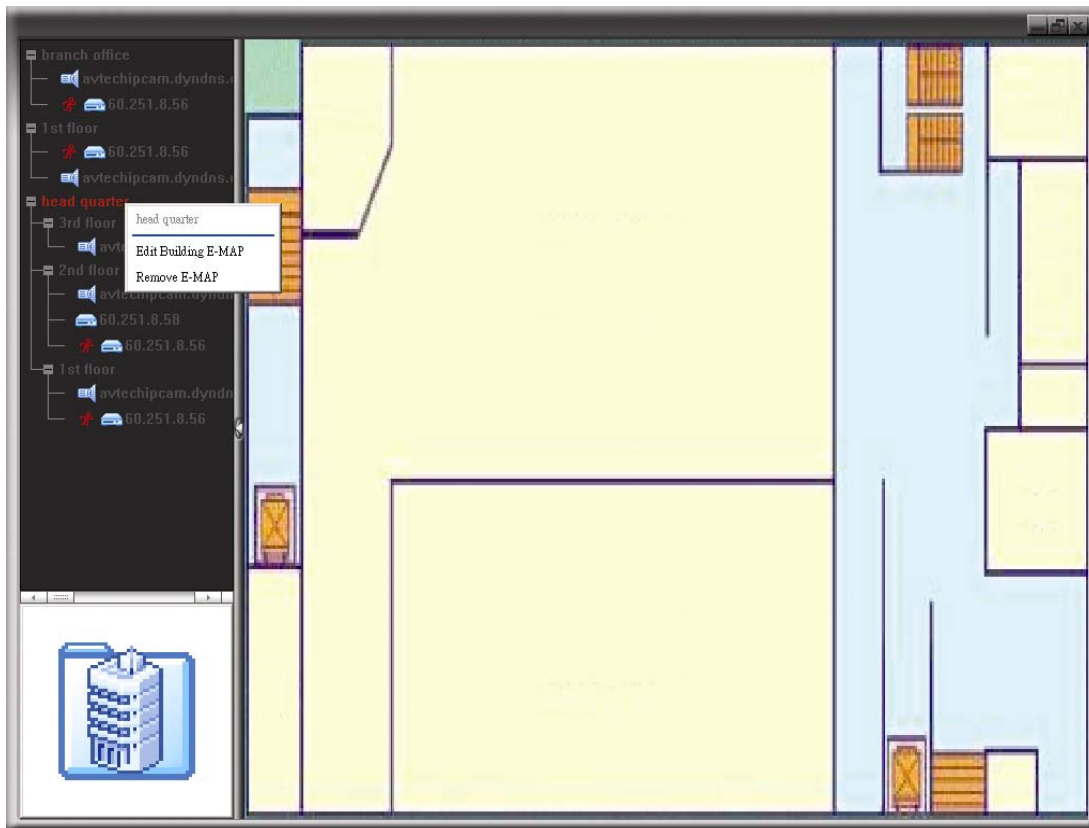 branch office
avtechipcam.dyndns.
60.251.8.56
1st floor
60.251.8.56
avtechipcam.dyndns.
head quarter
head quarter
3rd floor
Edit Building E-MAP
2nd floor
Remove E-MAP
60.251.8.58
60.251.8.56
1st floor
avtechipcam.dyndn
60.251.8.56